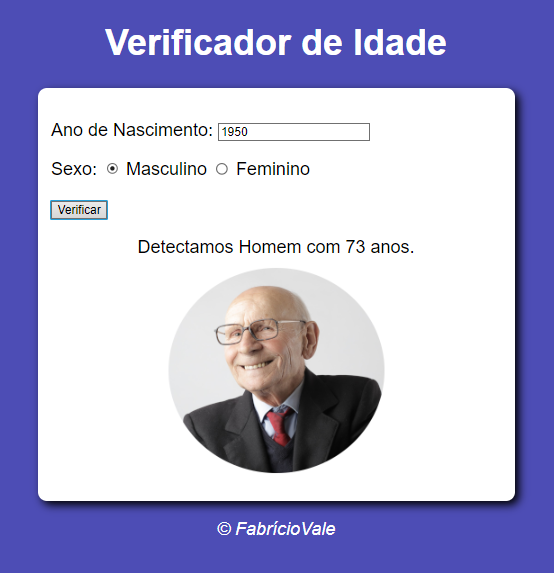 Verificador de Idade
Ano de Nascimento: 1950
Sexo: Masculino Feminino
Verificar
Detectamos Homem com 73 anos.
© FabrícioVale